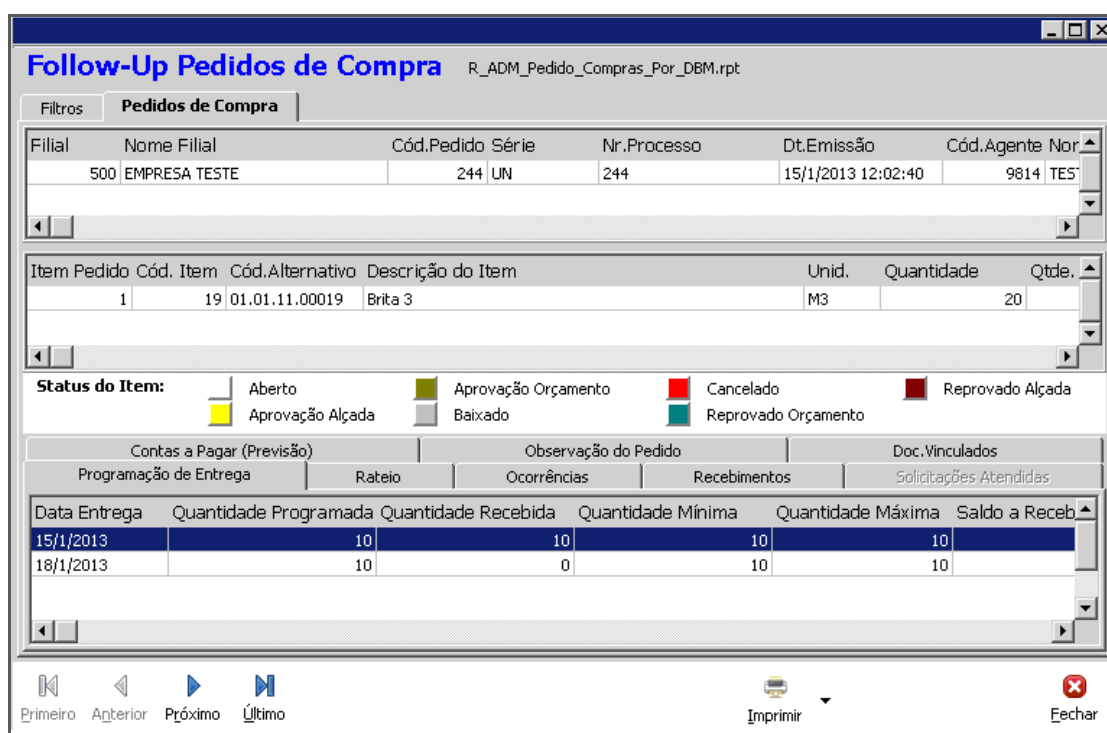 Follow-Up Pedidos de Compra R_ADM_Pedido_Compras_Por_DBM.rpt
Filtros Pedidos de Compra
Filial Nome Filial Cód.Pedido Série Nr.Processo Dt.Emissão Cód.Agente Nor
500 EMPRESA TESTE 244 UN 244 15/1/2013 12:02:40 9814 TEST
Item Pedido Cód. Item Cód.Alternativo Descrição do Item Unid. Quantidade Qtde.
1 19 01.01.11.00019 Brita 3 M3 20
Status do Item: Aberto Aprovação Orçamento Cancelado Reprovado Alçada
Aprovação Alçada Baixado Reprovado Orçamento
Contas a Pagar (Previsão) Observação do Pedido Doc.Vinculados
Programação de Entrega Rateio Ocorrências Recebimentos Solicitações Atendidas
Data Entrega Quantidade Programada Quantidade Recebida Quantidade Mínima Quantidade Máxima Saldo a Receb
15/1/2013 10 10 10 10
18/1/2013 10 0 10 10
Primeiro Anterior Próximo Último Imprimir Fechar